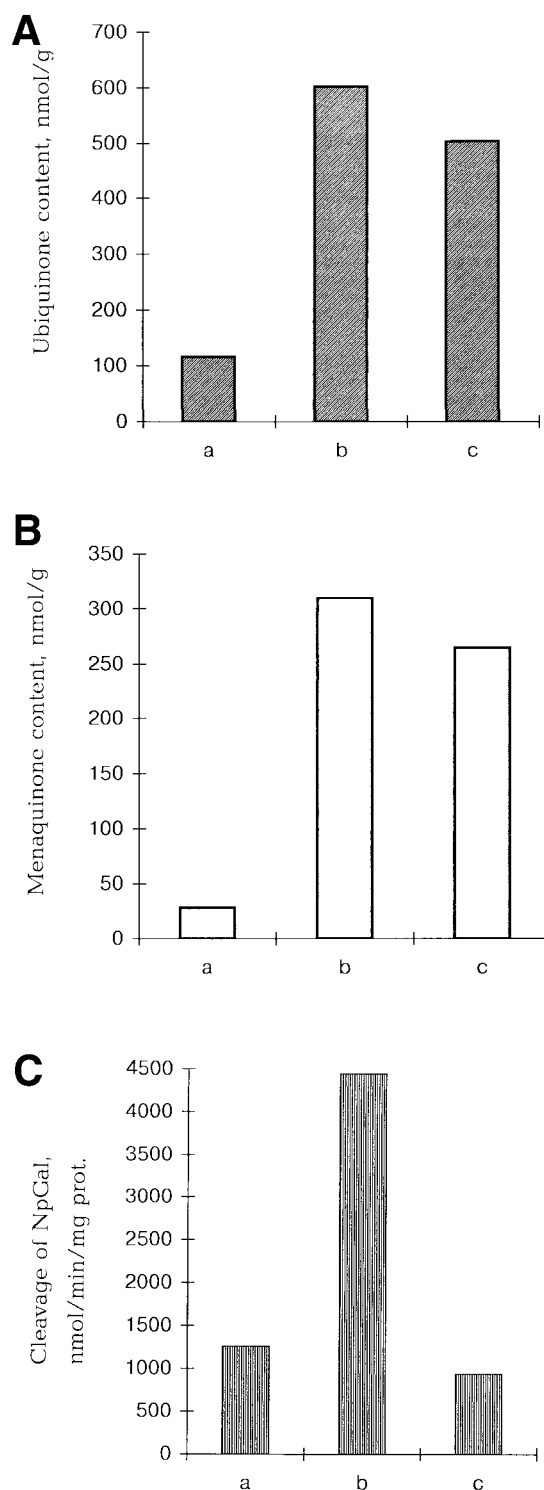 A
Ubiquinone content, nmol/g
700
600
500
400
300
200
100
0
a b c
B
Menaquinone content, nmol/g
350
300
250
200
150
100
50
0
a b c
C
Cleavage of NpGal,
nmol/min/mg prot.
4500
4000
3500
3000
2500
2000
1500
1000
500
0
a b c